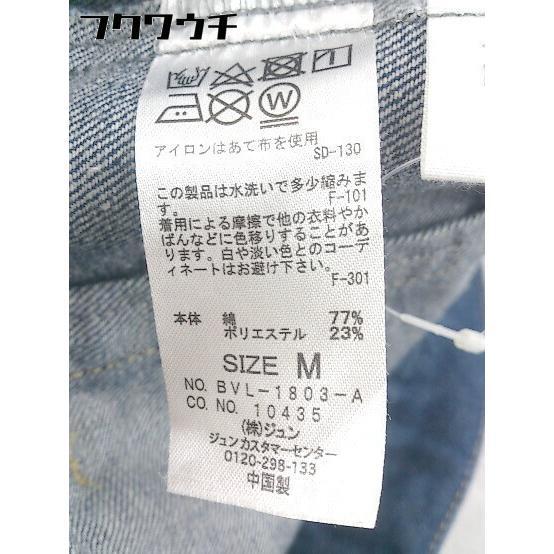 フクワウチ
W
アイロンはあて布を使用
SD-130
この製品は水洗いで多少縮みま
す。
F-101
着用による摩擦で他の衣料やか
ばんなどに色移りすることがあ
ります。白や淡い色とのコーデ
ィネートはお避け下さい。
F-301
本体 綿 77%
ポリエステル 23%
SIZE M
NO. BVL-1803-A
CO. NO. 10435
(株)ジュン
ジュンカスタマーセンター
0120-298-133
中国製